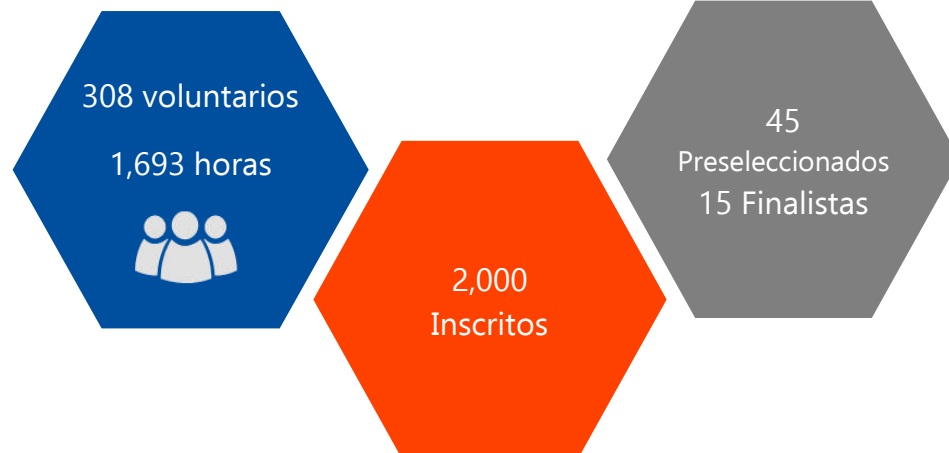 308 voluntarios
1,693 horas
2,000
Inscritos
45
Preseleccionados
15 Finalistas